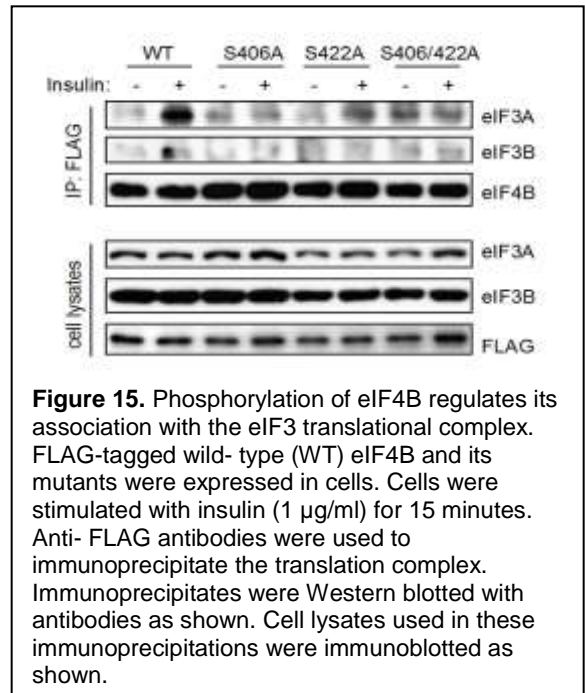 WT S406A S422A S406/422A
Insulin: - + - + - + - +
IP: FLAG
eIF3A
eIF3B
eIF4B
cell lysates
eIF3A
eIF3B
FLAG
Figure 15. Phosphorylation of eIF4B regulates its
association with the eIF3 translational complex.
FLAG-tagged wild- type (WT) eIF4B and its
mutants were expressed in cells. Cells were
stimulated with insulin (1 µg/ml) for 15 minutes.
Anti- FLAG antibodies were used to
immunoprecipitate the translation complex.
Immunoprecipitates were Western blotted with
antibodies as shown. Cell lysates used in these
immunoprecipitations were immunoblotted as
shown.